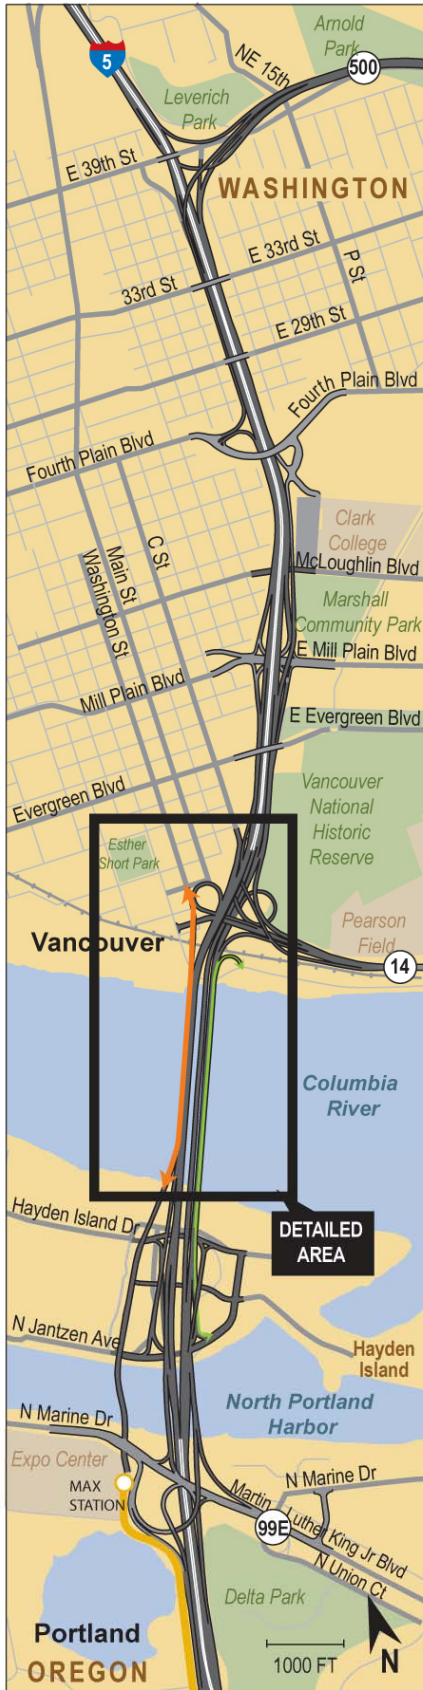 Arnold
Park
NE 15th
500
5
Leverich
Park
E 39th St
WASHINGTON
E 33rd St
33rd St
P St
E 29th St
Fourth Plain Blvd
Fourth Plain Blvd
C St
Main St
Washington St
Clark
College
McLoughlin Blvd
Marshall
Community Park
E Mill Plain Blvd
Mill Plain Blvd
E Evergreen Blvd
Evergreen Blvd
Vancouver
National
Historic
Reserve
Esther
Short Park
Pearson
Field
Vancouver
14
Columbia
River
Hayden Island Dr
DETAILED
AREA
N Jantzen Ave
Hayden
Island
North Portland
Harbor
N Marine Dr
Expo Center
MAX
STATION
N Marine Dr
Martin Luther King Jr Blvd
99E
N Union Ct
Delta Park
Portland
OREGON
1000 FT
N